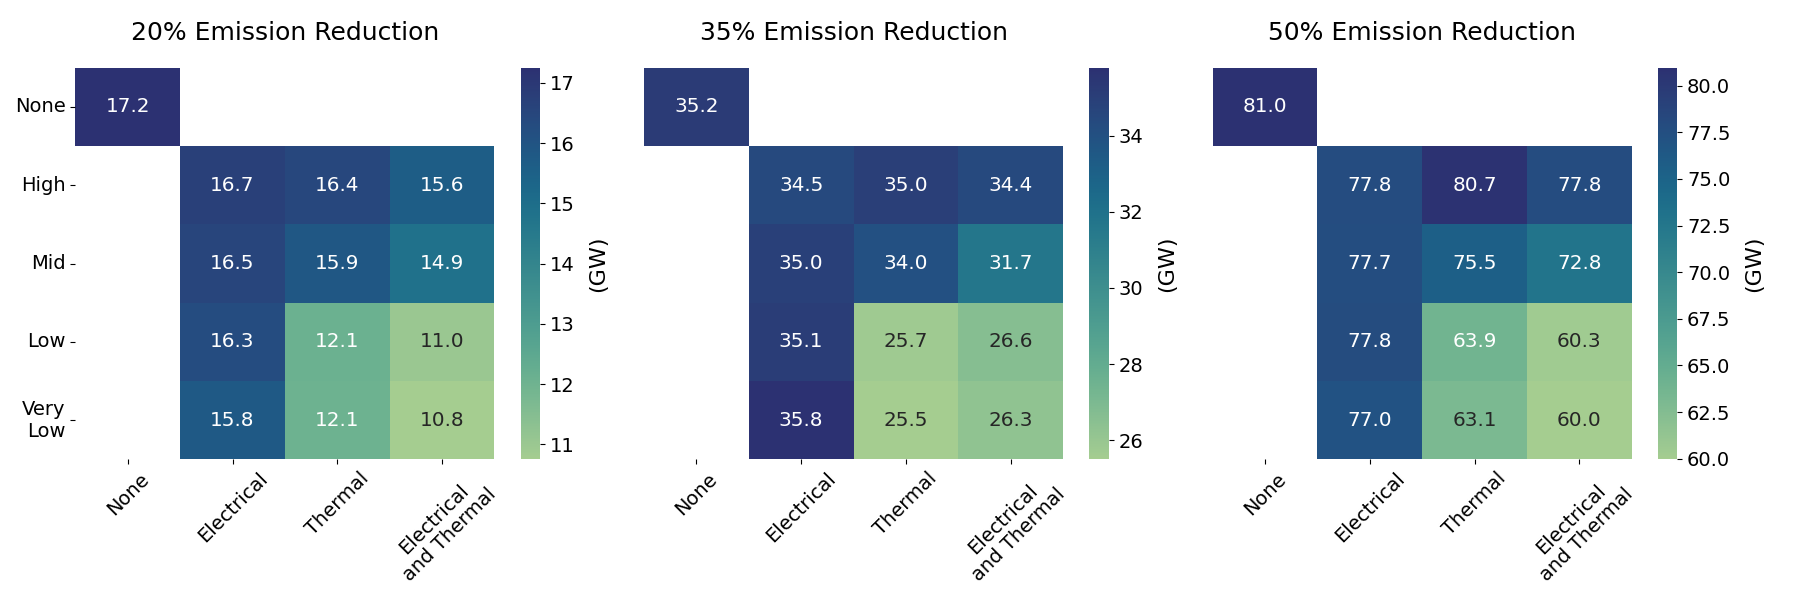 20% Emission Reduction
35% Emission Reduction
50% Emission Reduction
None
High
Mid
Low
Very
Low
17.2
16.7 16.4 15.6
16.5 15.9 14.9
16.3 12.1 11.0
15.8 12.1 10.8
None
Electrical
Thermal
Electrical
and Thermal
17
16
15
14
13
12
11
(GW)
35.2
34.5 35.0 34.4
35.0 34.0 31.7
35.1 25.7 26.6
35.8 25.5 26.3
None
Electrical
Thermal
Electrical
and Thermal
34
32
30
28
26
(GW)
81.0
77.8 80.7 77.8
77.7 75.5 72.8
77.8 63.9 60.3
77.0 63.1 60.0
None
Electrical
Thermal
Electrical
and Thermal
80.0
77.5
75.0
72.5
70.0
67.5
65.0
62.5
60.0
(GW)